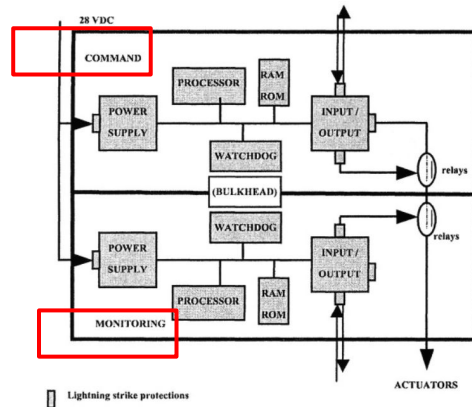 28 VDC
COMMAND
POWER
SUPPLY
PROCESSOR
RAM
ROM
INPUT /
OUTPUT
WATCHDOG
relays
(BULKHEAD)
WATCHDOG
relays
POWER
SUPPLY
INPUT /
OUTPUT
PROCESSOR
RAM
ROM
MONITORING
ACTUATORS
Lightning strike protections